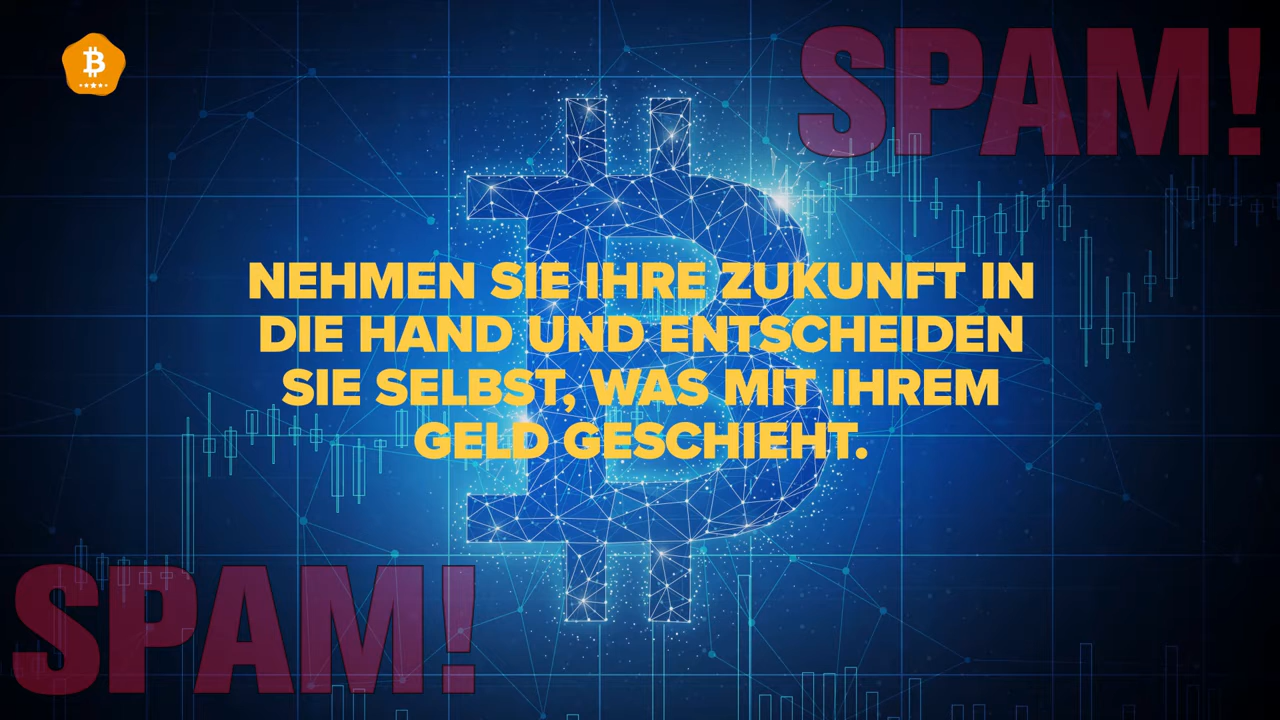 SPAM!
NEHMEN SIE IHRE ZUKUNFT IN
DIE HAND UND ENTSCHEIDEN
SIE SELBST, WAS MIT IHREM
GELD GESCHIEHT.
SPAM!